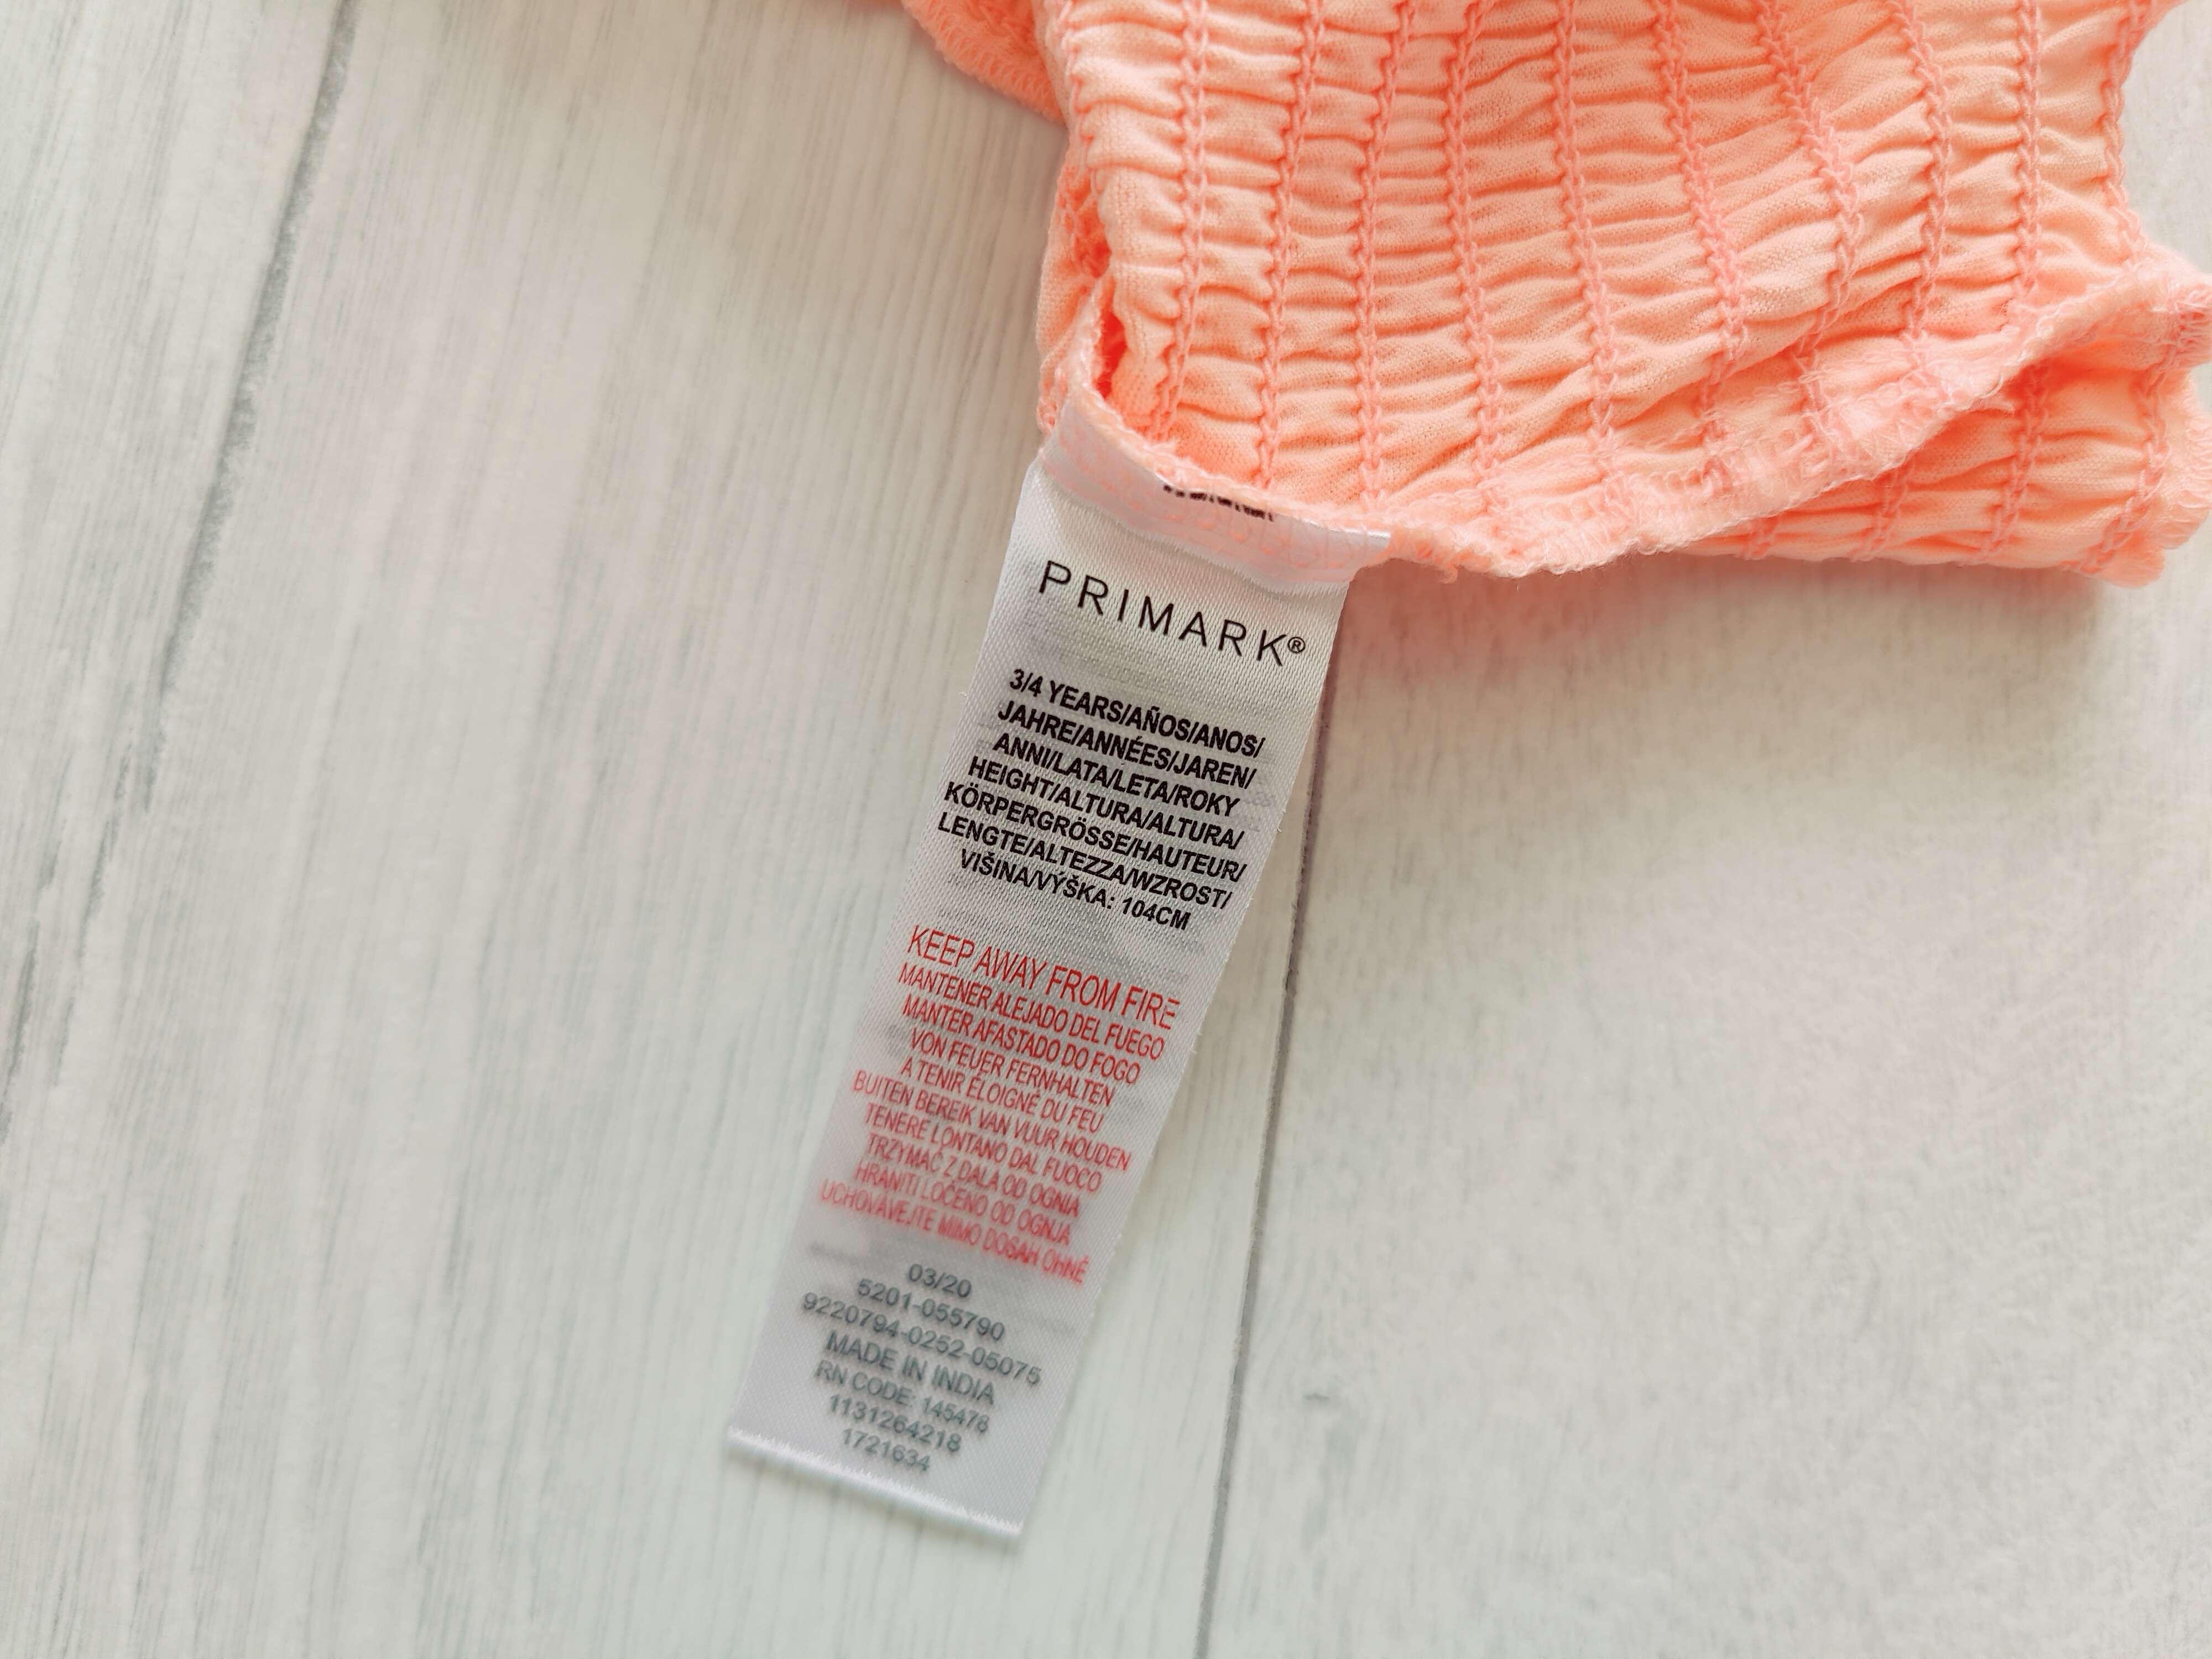 PRIMARK®
3/4 YEARS/AÑOS/ANOS/
JAHRE/ANNÉES/JAREN/
ANNI/LATA/LETA/ROKY
HEIGHT/ALTURA/ALTURA/
KÖRPERGRÖSSE/HAUTEUR/
LENGTE/ALTEZZA/WZROST/
VIŠINA/VÝŠKA: 104CM
KEEP AWAY FROM FIRE
MANTENER ALEJADO DEL FUEGO
MANTER AFASTADO DO FOGO
VON FEUER FERNHALTEN
À TENIR ÉLOIGNÉ DU FEU
BUITEN BEREIK VAN VUUR HOUDEN
TENERE LONTANO DAL FUOCO
TRZYMAĆ Z DALA OD OGNIA
HRANITI LOČENO OD OGNJA
UCHOVÁVEJTE MIMO DOSAH OHNĚ
03/20
5201-055790
9220794-0252-05075
MADE IN INDIA
RN CODE: 145478
1131264218
1721634